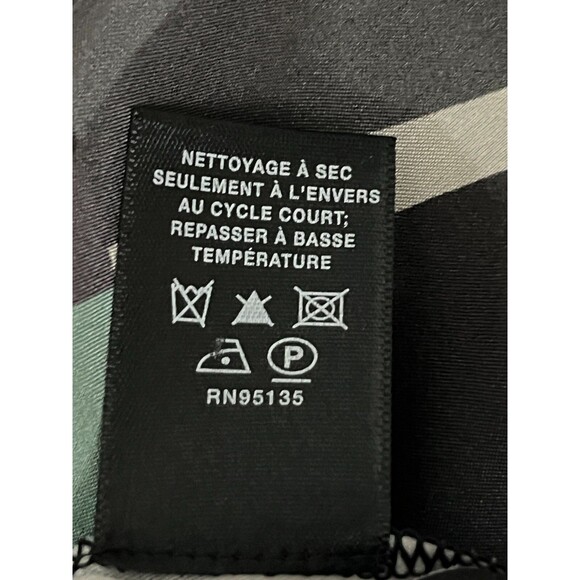 NETTOYAGE À SEC
SEULEMENT À L'ENVERS
AU CYCLE COURT;
REPASSER À BASSE
TEMPÉRATURE
P
RN95135